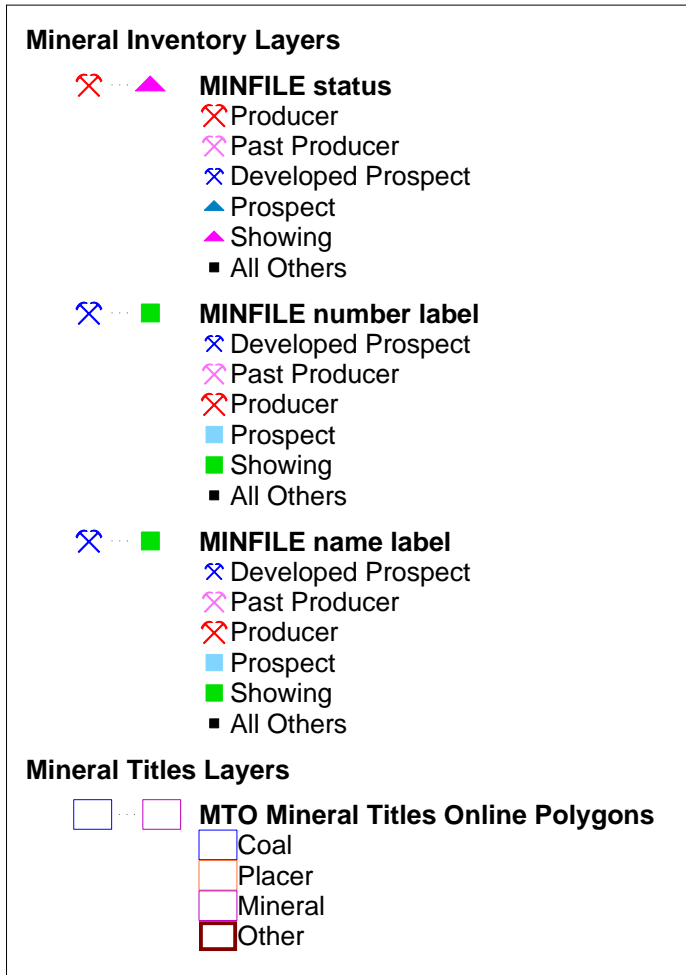 Mineral Inventory Layers
MINFILE status
Producer
Past Producer
Developed Prospect
Prospect
Showing
All Others
MINFILE number label
Developed Prospect
Past Producer
Producer
Prospect
Showing
All Others
MINFILE name label
Developed Prospect
Past Producer
Producer
Prospect
Showing
All Others
Mineral Titles Layers
MTO Mineral Titles Online Polygons
Coal
Placer
Mineral
Other